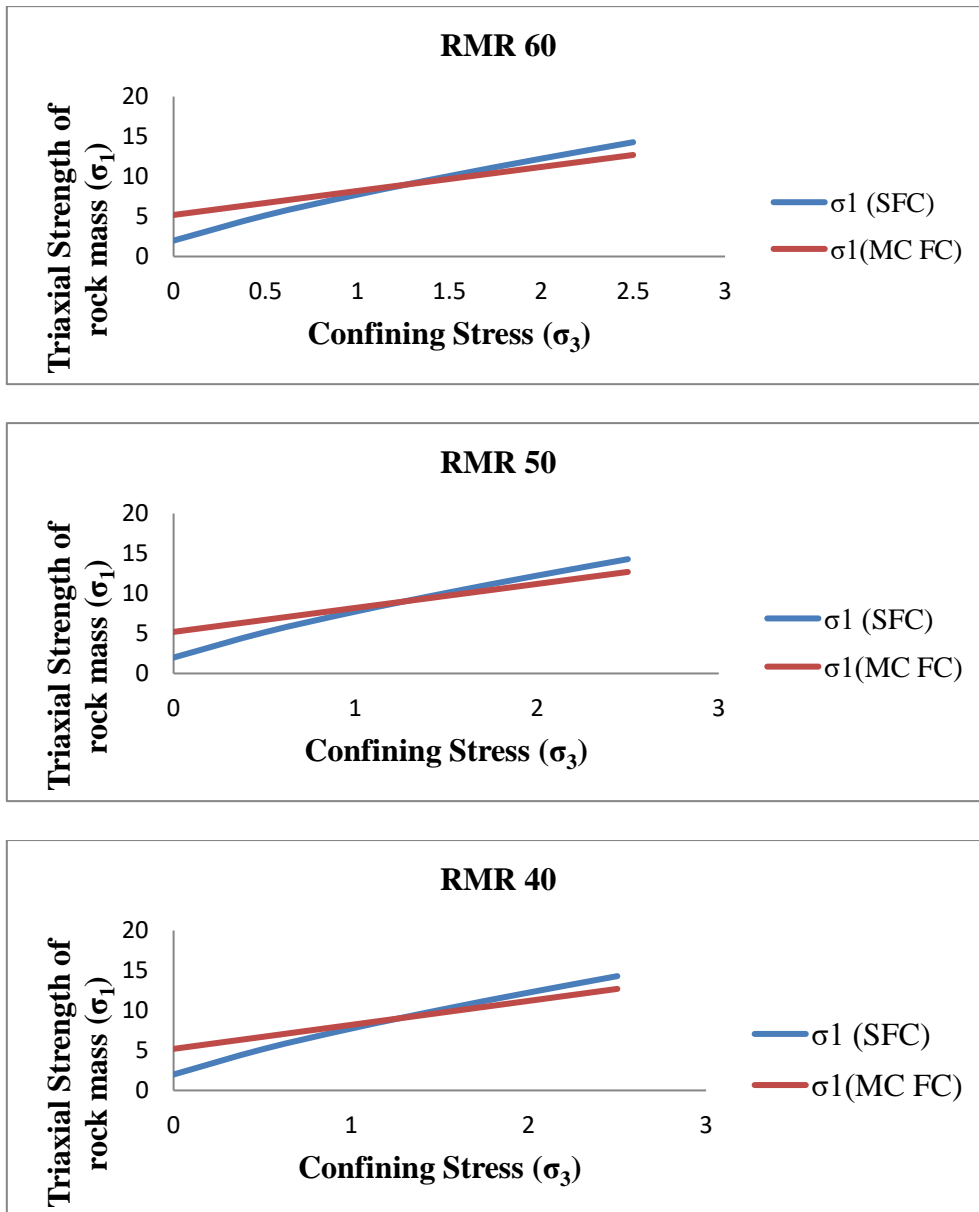 RMR 60
Triaxial Strength of
rock mass (σ₁)
20
15
10
5
0
0 0.5 1 1.5 2 2.5 3
Confining Stress (σ₃)
σ1 (SFC)
σ1(MC FC)
RMR 50
Triaxial Strength of
rock mass (σ₁)
20
15
10
5
0
0 1 2 3
Confining Stress (σ₃)
σ1 (SFC)
σ1(MC FC)
RMR 40
Triaxial Strength of
rock mass (σ₁)
20
15
10
5
0
0 1 2 3
Confining Stress (σ₃)
σ1 (SFC)
σ1(MC FC)